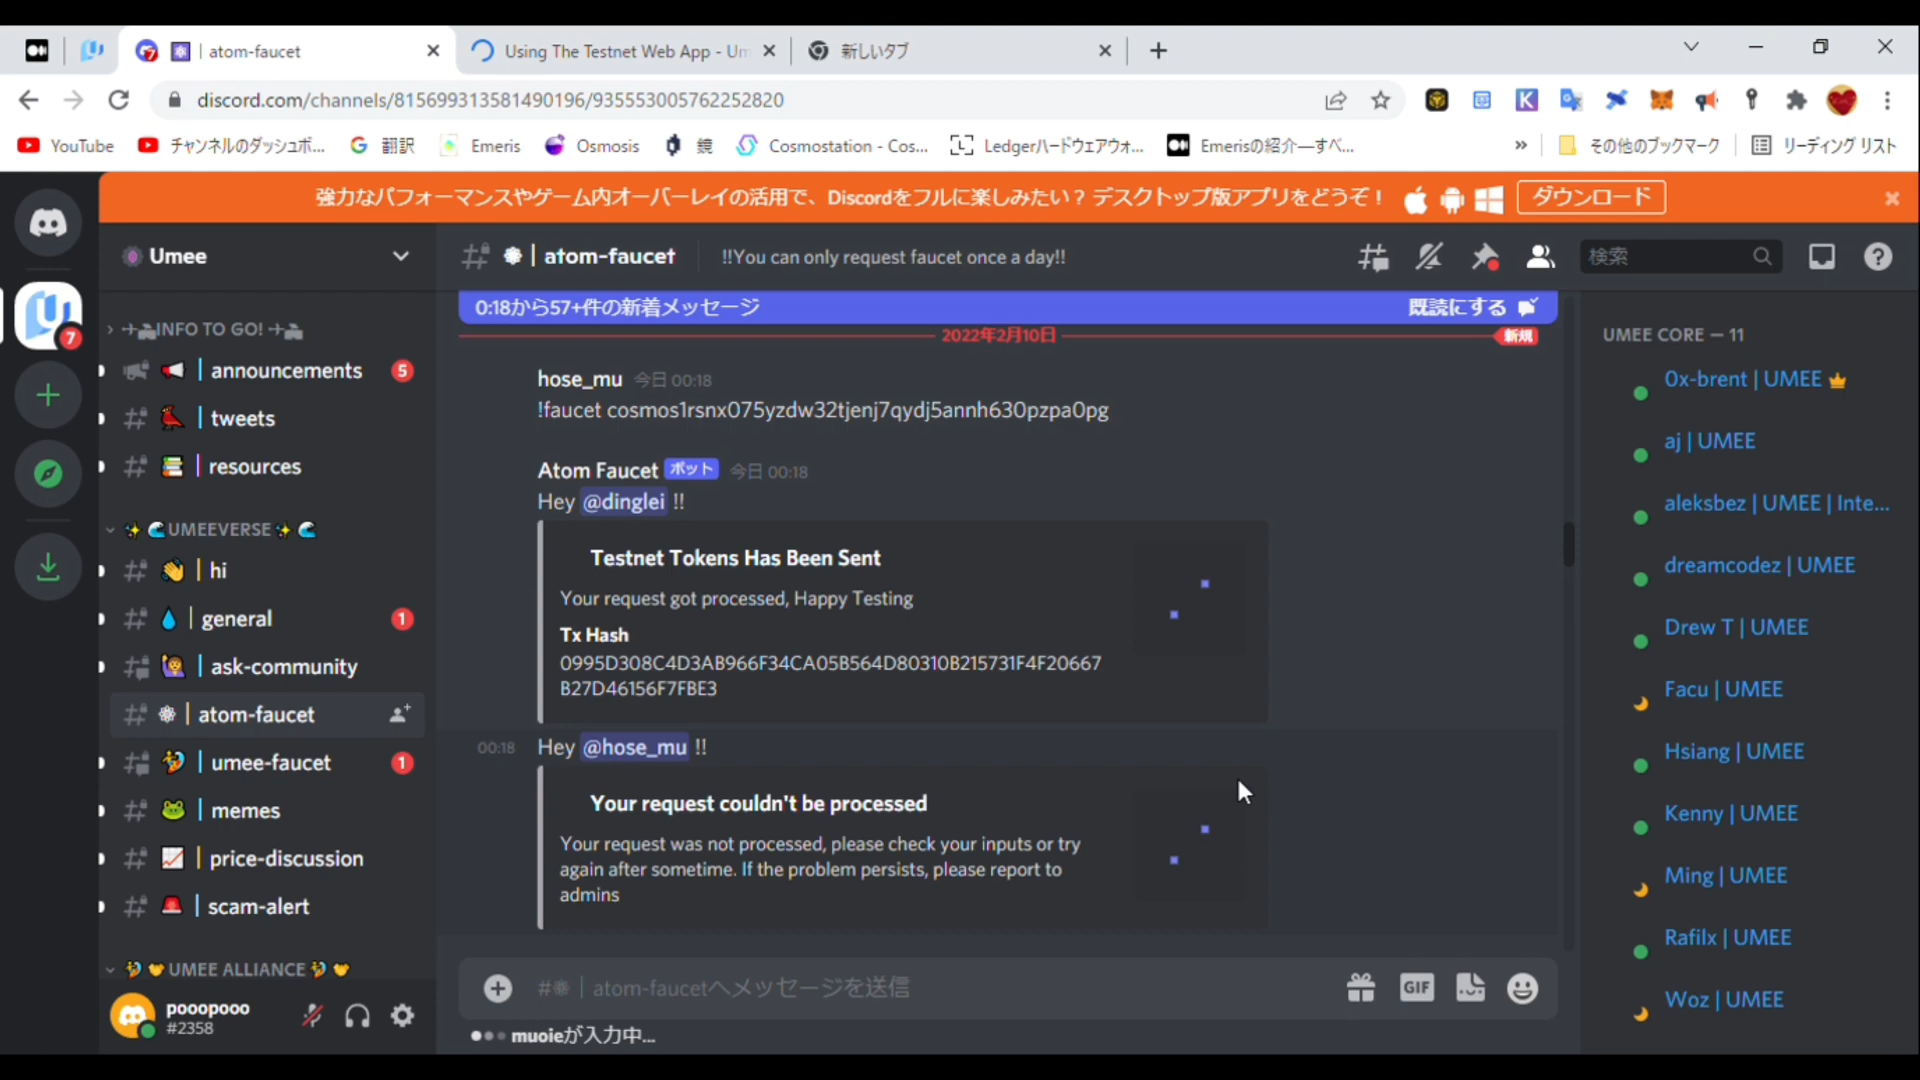 atom-faucet
Using The Testnet Web App - Um
新しいタブ
discord.com/channels/815699313581490196/935553005762252820
YouTube
チャンネルのダッシュボ...
翻訳
Emeris
Osmosis
鏡
Cosmostation - Cos...
Ledgerハードウェアウォ...
Emerisの紹介—すべ...
その他のブックマーク
リーディング リスト
強力なパフォーマンスやゲーム内オーバーレイの活用で、Discordをフルに楽しみたい？ デスクトップ版アプリをどうぞ！
ダウンロード
Umee
| atom-faucet
!!You can only request faucet once a day!!
検索
7
INFO TO GO!
| announcements 5
| tweets
| resources
UMEEVERSE
| hi
| general 1
| ask-community
| atom-faucet
| umee-faucet 1
| memes
| price-discussion
| scam-alert
UMEE ALLIANCE
pooopooo
#2358
0:18から57+件の新着メッセージ
既読にする
2022年2月10日
新規
hose_mu 今日 00:18
!faucet cosmos1rsnx075yzdw32tjenj7qydj5annh630pzpa0pg
Atom Faucet ボット 今日 00:18
Hey @dinglei !!
Testnet Tokens Has Been Sent
Your request got processed, Happy Testing
Tx Hash
0995D308C4D3AB966F34CA05B564D80310B215731F4F20667
B27D46156F7FBE3
00:18 Hey @hose_mu !!
Your request couldn't be processed
Your request was not processed, please check your inputs or try
again after sometime. If the problem persists, please report to
admins
#| atom-faucetへメッセージを送信
GIF
muoieが入力中...
UMEE CORE — 11
0x-brent | UMEE
aj | UMEE
aleksbez | UMEE | Inte...
dreamcodez | UMEE
Drew T | UMEE
Facu | UMEE
Hsiang | UMEE
Kenny | UMEE
Ming | UMEE
Rafilx | UMEE
Woz | UMEE